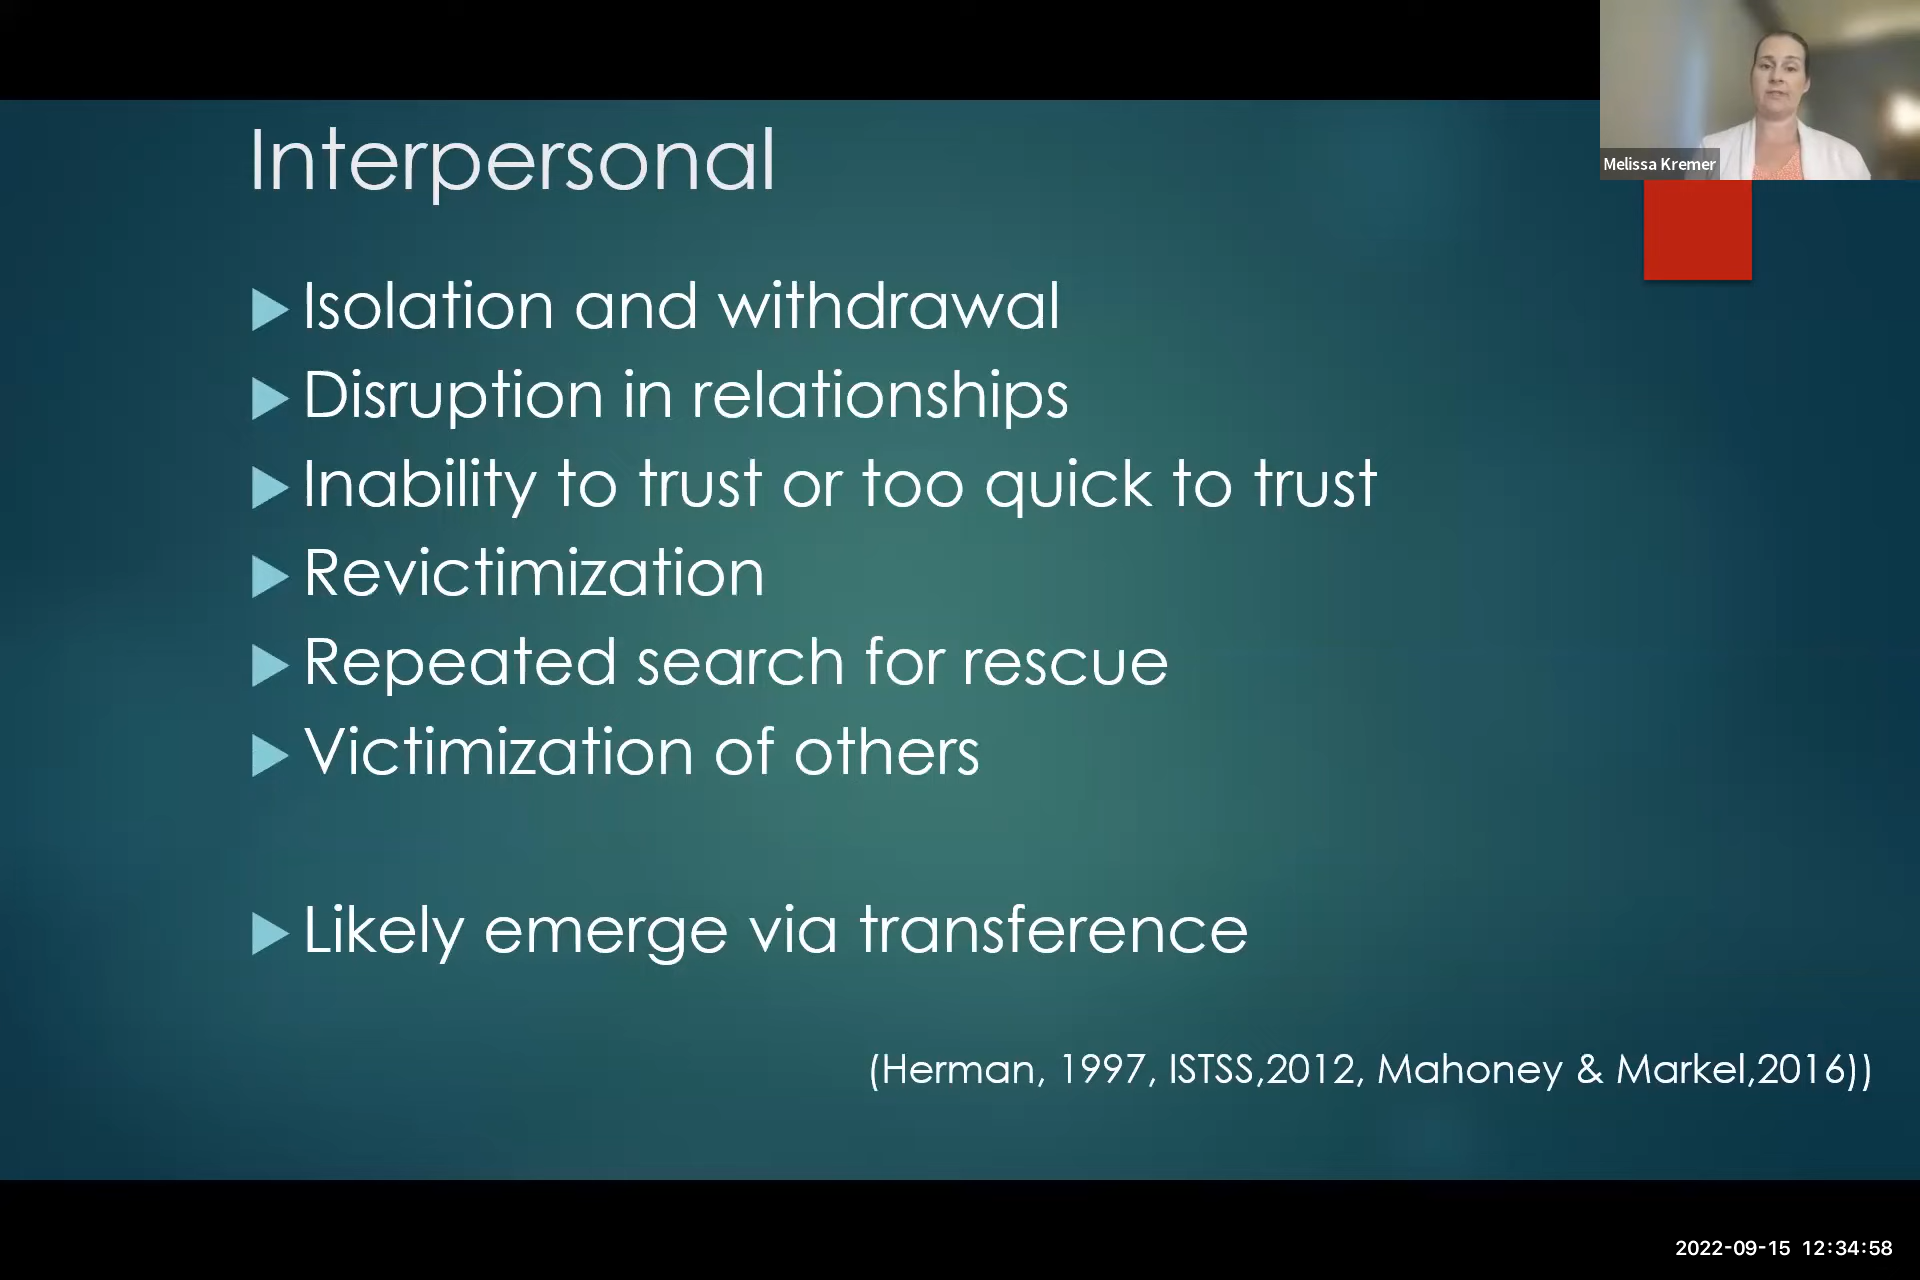 Melissa Kremer
Interpersonal
Isolation and withdrawal
Disruption in relationships
Inability to trust or too quick to trust
Revictimization
Repeated search for rescue
Victimization of others
Likely emerge via transference
(Herman, 1997, ISTSS,2012, Mahoney & Markel,2016))
2022-09-15 12:34:58